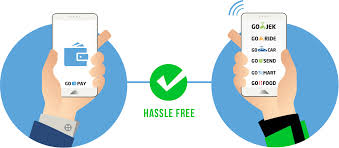 GO PAY
HASSLE FREE
GO JEK
GO RIDE
GO CAR
GO SEND
GO MART
GO FOOD